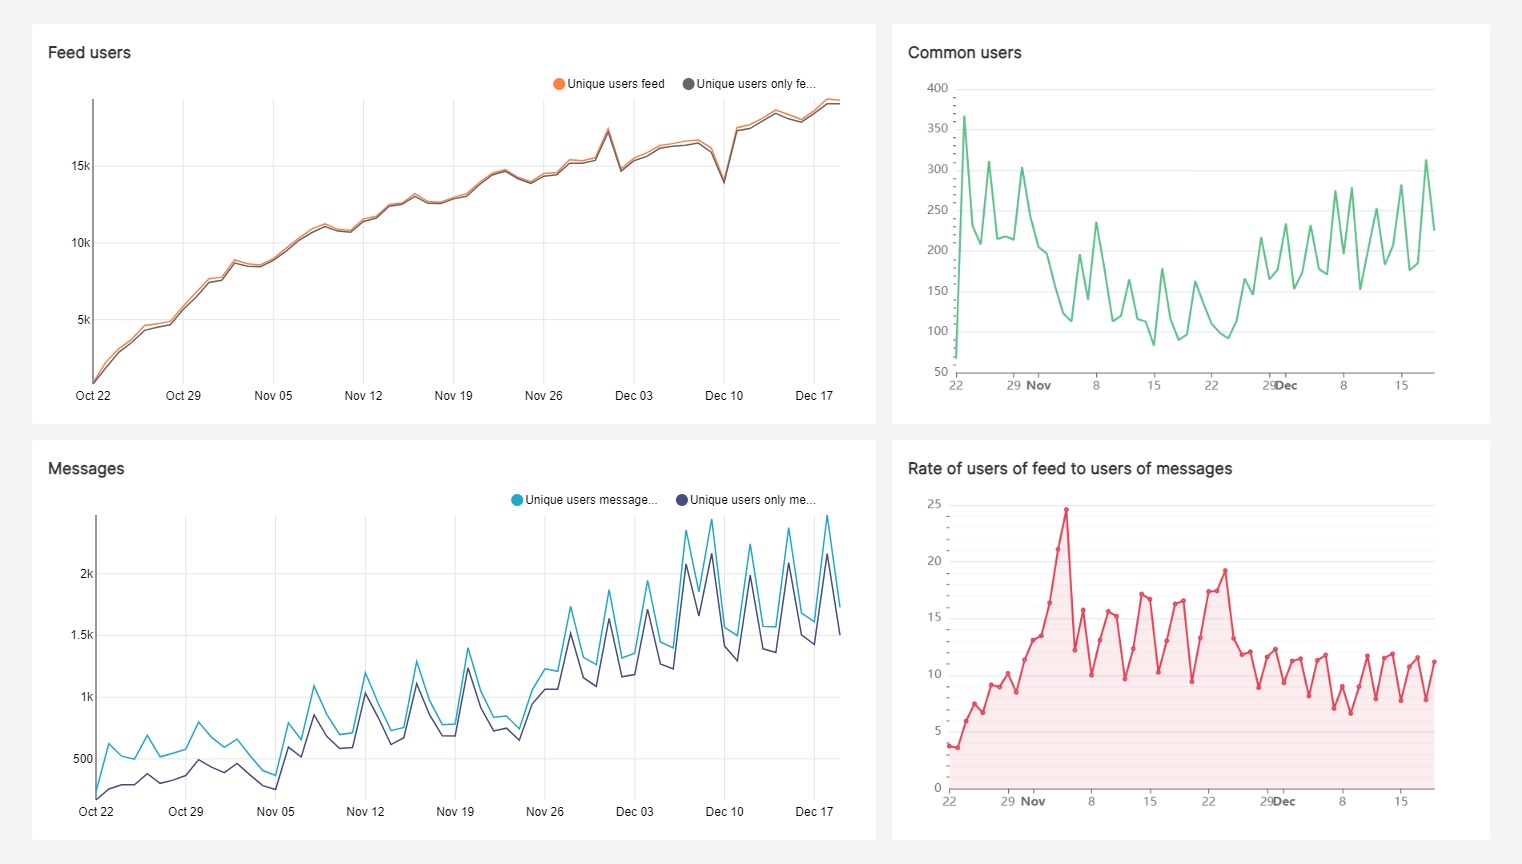 Feed users
Unique users feed
Unique users only fe...
15k
10k
5k
Oct 22
Oct 29
Nov 05
Nov 12
Nov 19
Nov 26
Dec 03
Dec 10
Dec 17
Common users
400
350
300
250
200
150
100
50
22
29
Nov
8
15
22
29
Dec
8
15
Messages
Unique users message...
Unique users only me...
2k
1.5k
1k
500
Oct 22
Oct 29
Nov 05
Nov 12
Nov 19
Nov 26
Dec 03
Dec 10
Dec 17
Rate of users of feed to users of messages
25
20
15
10
5
0
22
29
Nov
8
15
22
29
Dec
8
15